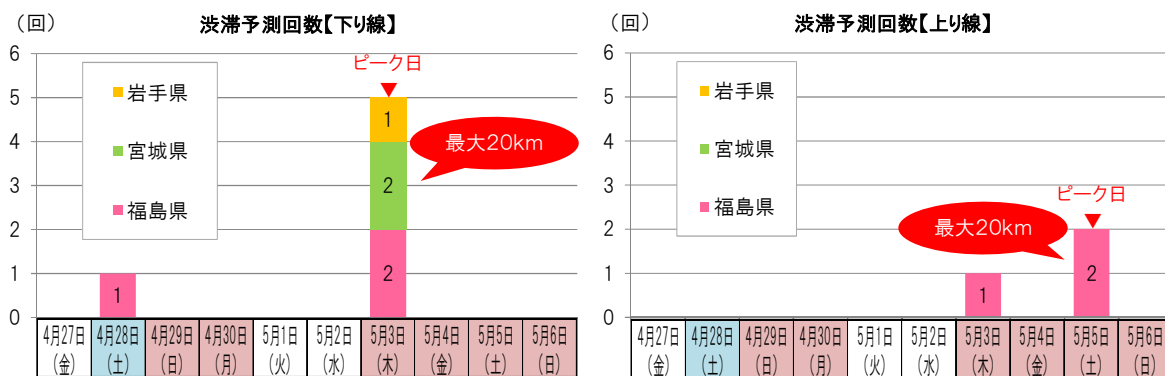 （回）
渋滞予測回数【下り線】
6
5
4
3
2
1
0
岩手県
宮城県
福島県
ピーク日
最大20km
1
2
2
1
4月27日 4月28日 4月29日 4月30日 5月1日 5月2日 5月3日 5月4日 5月5日 5月6日
（金） （土） （日） （月） （火） （水） （木） （金） （土） （日）
（回）
渋滞予測回数【上り線】
6
5
4
3
2
1
0
岩手県
宮城県
福島県
ピーク日
最大20km
1
2
4月27日 4月28日 4月29日 4月30日 5月1日 5月2日 5月3日 5月4日 5月5日 5月6日
（金） （土） （日） （月） （火） （水） （木） （金） （土） （日）